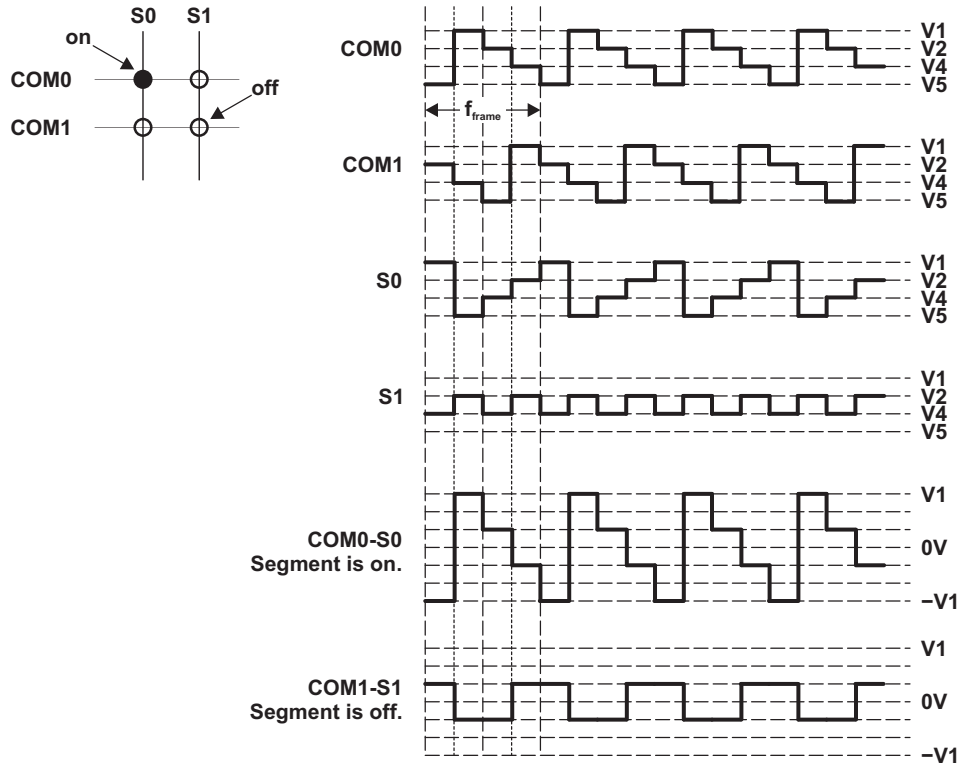 S0 S1
on
COM0
off
COM1
COM0
V1
V2
V4
V5
fframe
COM1
V1
V2
V4
V5
S0
V1
V2
V4
V5
S1
V1
V2
V4
V5
COM0-S0
Segment is on.
V1
0V
−V1
COM1-S1
Segment is off.
V1
0V
−V1